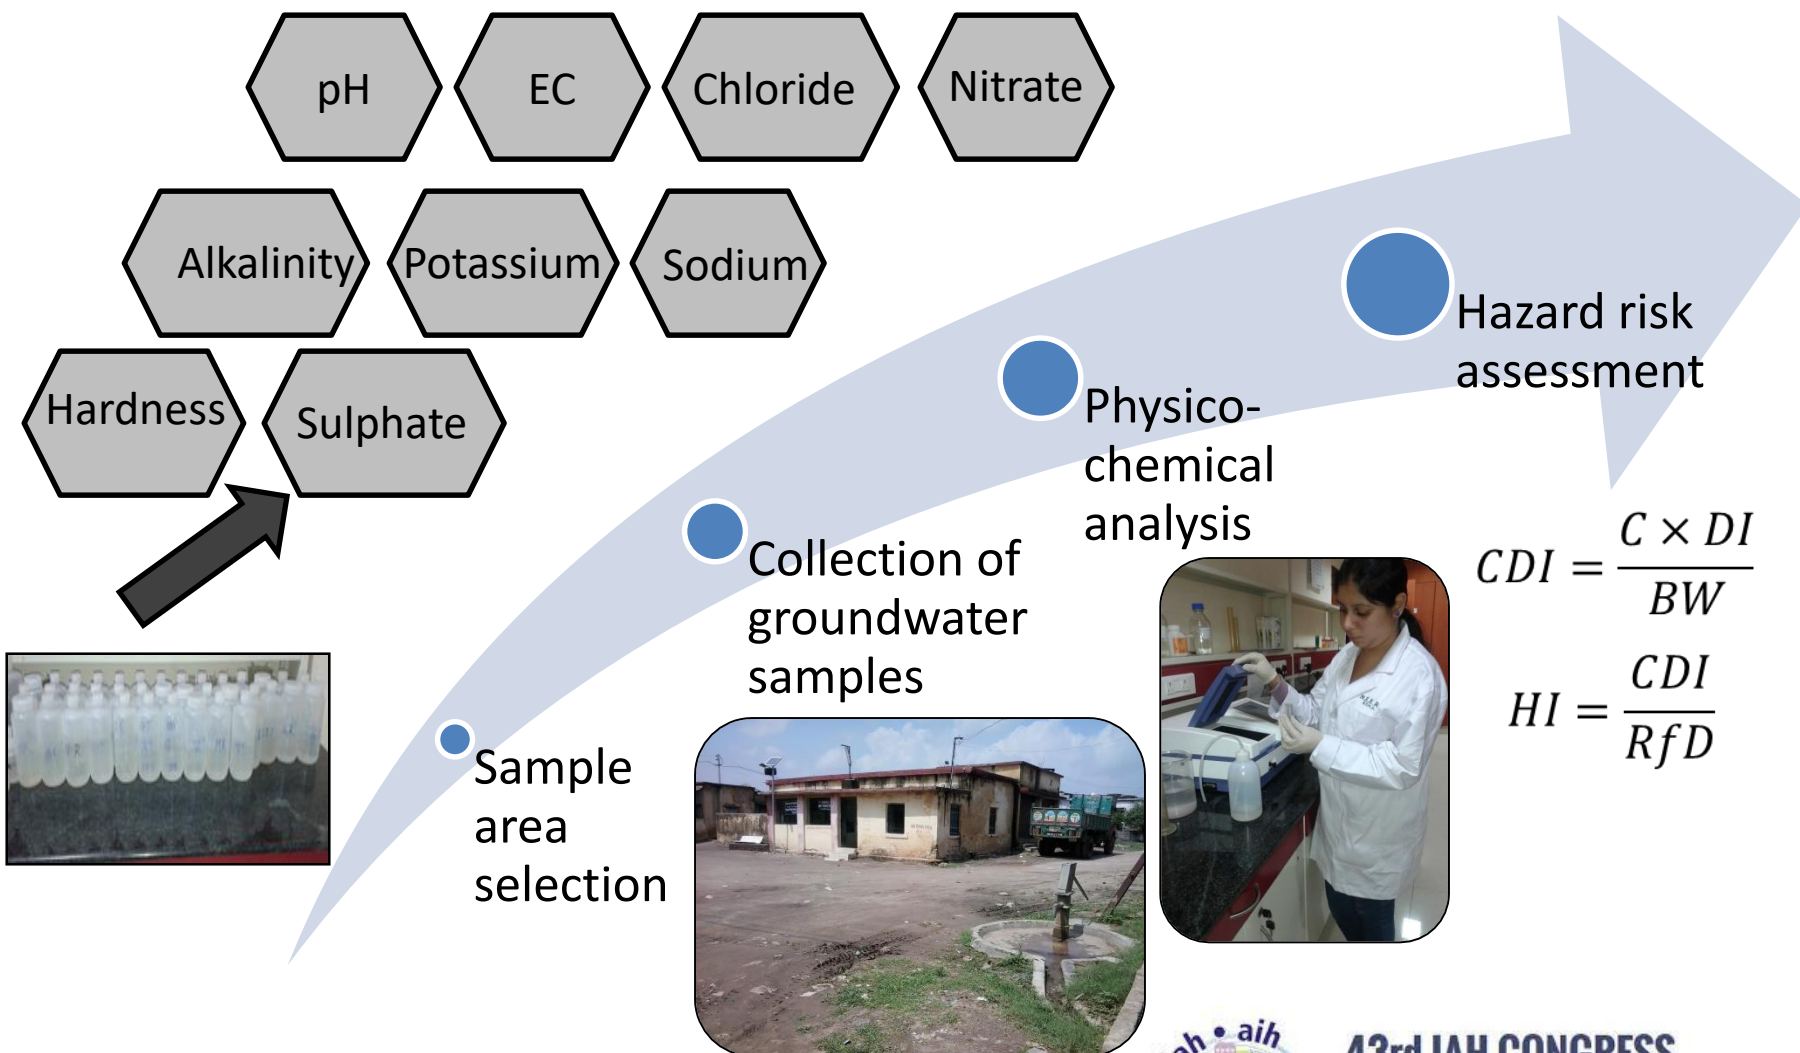 pH
EC
Chloride
Nitrate
Alkalinity
Potassium
Sodium
Hardness
Sulphate
Hazard risk
assessment
Physico-
chemical
analysis
Collection of
groundwater
samples
Sample
area
selection
CDI = C × DI / BW
HI = CDI / RfD
aih
43rd IAH CONGRESS